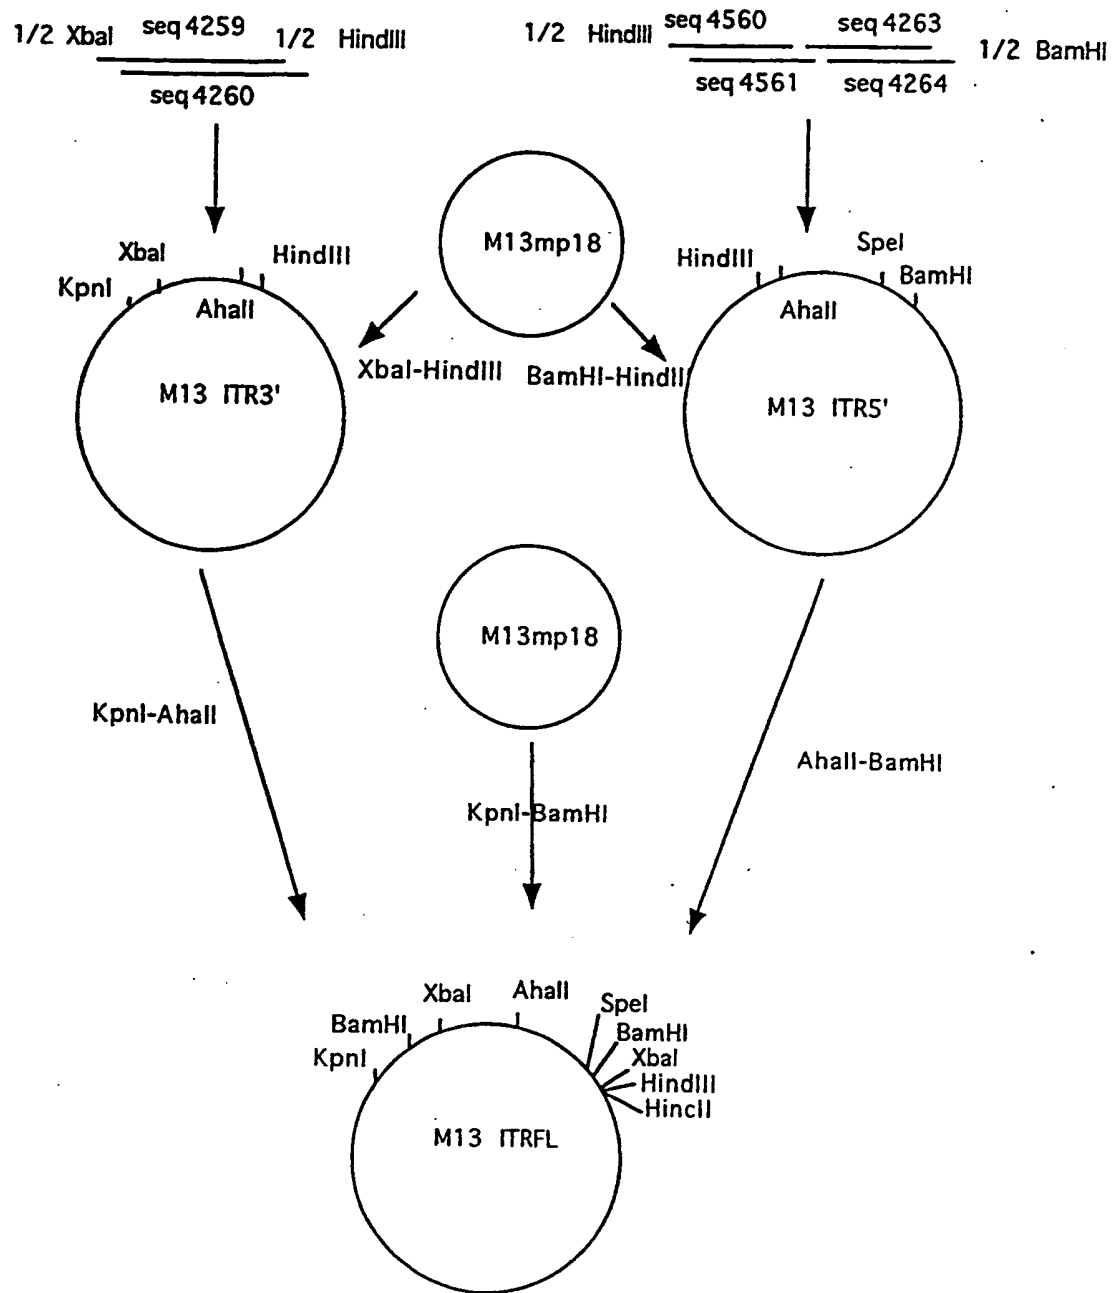 1/2 XbaI seq 4259 1/2 HindIII
seq 4260
1/2 HindIII seq 4560 seq 4263 1/2 BamHI
seq 4561 seq 4264
M13mp18
KpnI XbaI HindIII
AhaII
M13 ITR3'
XbaI-HindIII BamHI-HindIII
HindIII SpeI BamHI
AhaII
M13 ITR5'
M13mp18
KpnI-AhaII
KpnI-BamHI
AhaII-BamHI
KpnI BamHI XbaI AhaII
SpeI
BamHI
XbaI
HindIII
HincII
M13 ITRFL